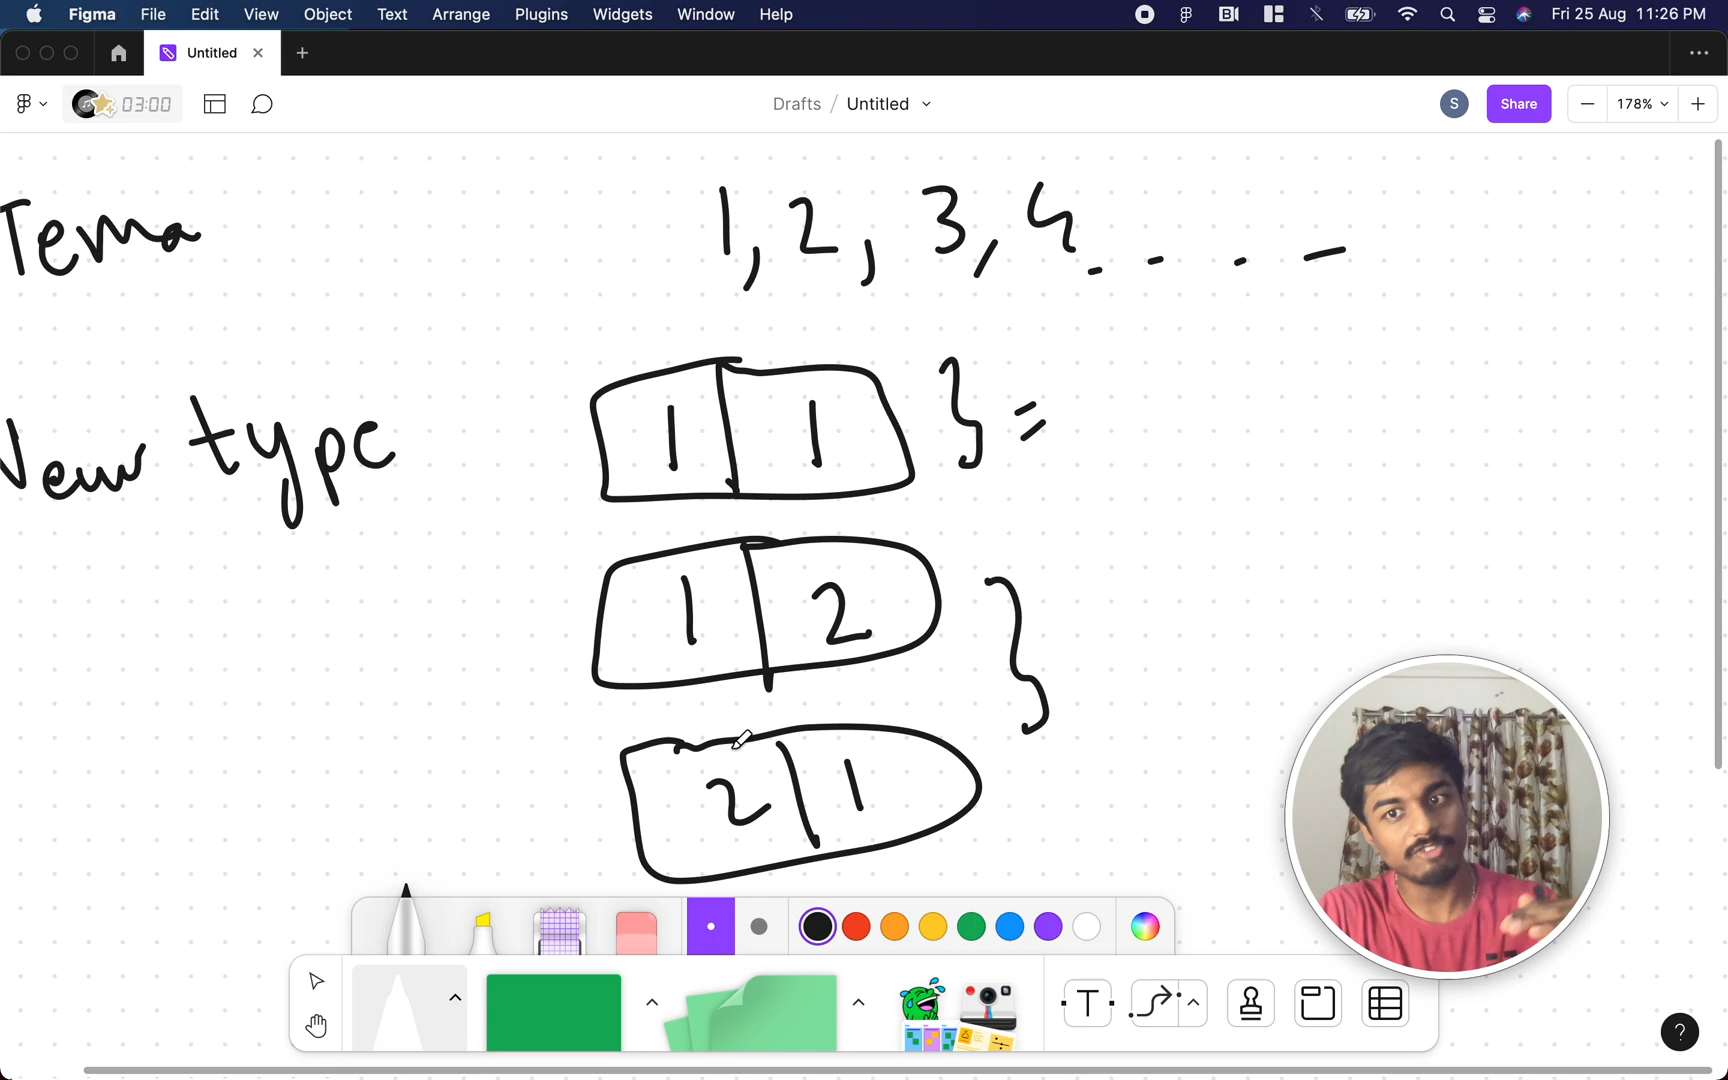 Figma File Edit View Object Text Arrange Plugins Widgets Window Help Fri 25 Aug 11:26 PM
Untitled
03:00 Drafts / Untitled S Share 178%
Tema 1, 2, 3, 4. . . . –
New type
1 1 } =
1 2 }
2 1
T
?